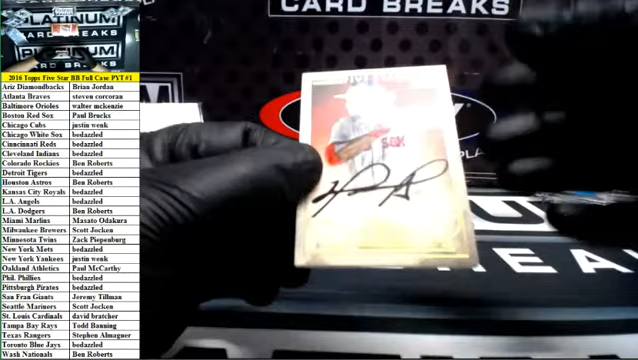 CARD BREAKS
PLATINUM
CARD BREAKS
2016 Topps Five Star BB Full Case PYT #1
Ariz Diamondbacks Brian Jordan
Atlanta Braves steven corcoran
Baltimore Orioles walter mckenzie
Boston Red Sox Paul Brucks
Chicago Cubs justin wenk
Chicago White Sox bedazzled
Cinncinnati Reds bedazzled
Cleveland Indians bedazzled
Colorado Rockies Ben Roberts
Detroit Tigers bedazzled
Houston Astros Ben Roberts
Kansas City Royals bedazzled
L.A. Angels bedazzled
L.A. Dodgers Ben Roberts
Miami Marlins Masato Odakura
Milwaukee Brewers Scott Jocken
Minnesota Twins Zack Piepenburg
New York Mets bedazzled
New York Yankees justin wenk
Oakland Athletics Paul McCarthy
Phil. Phillies bedazzled
Pittsburgh Pirates bedazzled
San Fran Giants Jeremy Tillman
Seattle Mariners Scott Jocken
St. Louis Cardinals david bratcher
Tampa Bay Rays Todd Banning
Texas Rangers Stephen Almager
Toronto Blue Jays bedazzled
Wash Nationals Ben Roberts
SOX